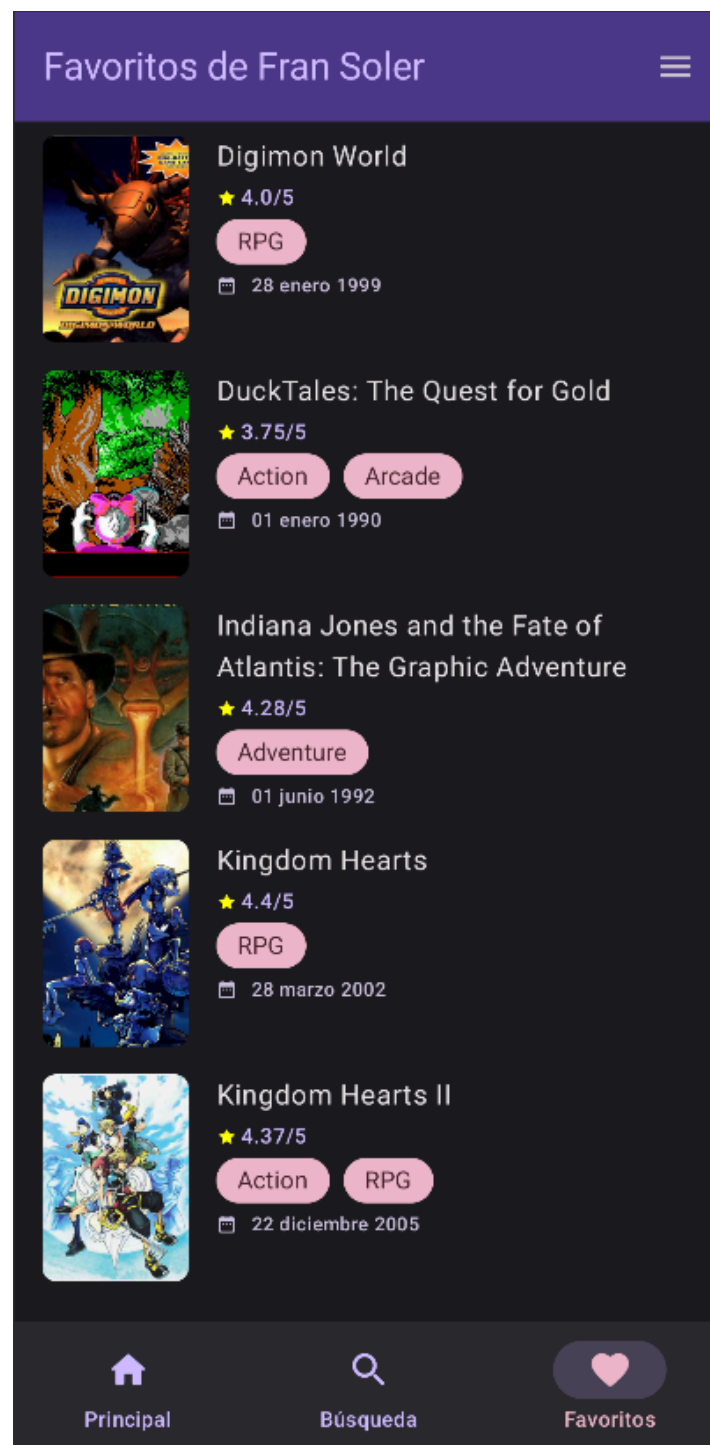 Favoritos de Fran Soler
Digimon World
4.0/5
RPG
28 enero 1999
DIGIMON
DIGIMON WORLD
DuckTales: The Quest for Gold
3.75/5
Action Arcade
01 enero 1990
Indiana Jones and the Fate of
Atlantis: The Graphic Adventure
4.28/5
Adventure
01 junio 1992
Kingdom Hearts
4.4/5
RPG
28 marzo 2002
Kingdom Hearts II
4.37/5
Action RPG
22 diciembre 2005
Principal Búsqueda Favoritos